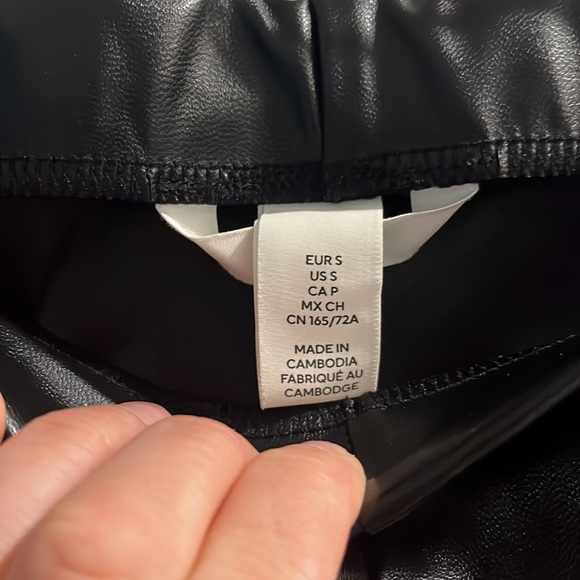 EUR S
US S
CA P
MX CH
CN 165/72A
MADE IN
CAMBODIA
FABRIQUÉ AU
CAMBODGE